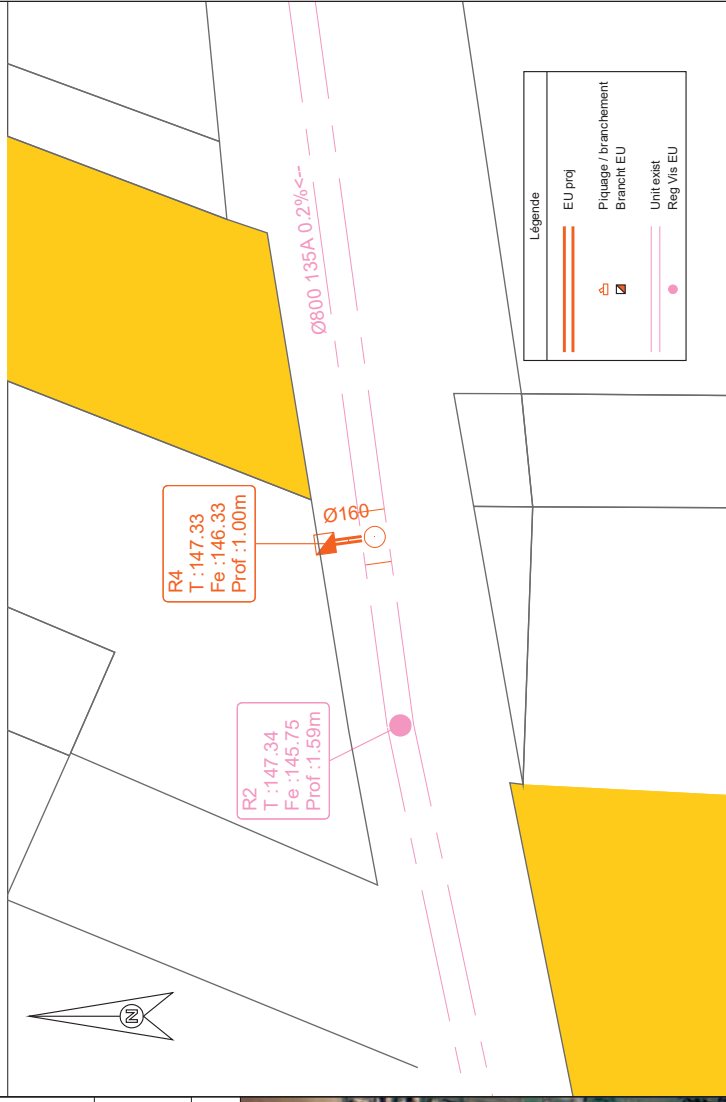 R4
T :147.33
Fe :146.33
Prof :1.00m
Ø160
R2
T :147.34
Fe :145.75
Prof :1.59m
Ø800 135A 0.2%<--
N
Légende
EU proj
Piquage / branchement
Brancht EU
Unit exist
Reg Vis EU